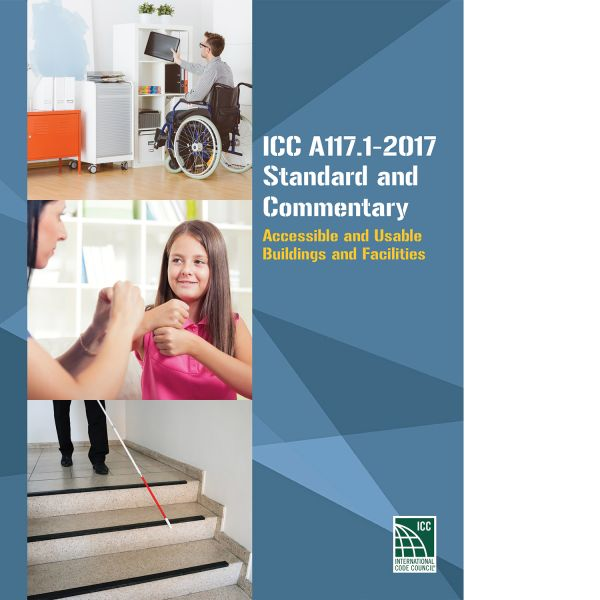 ICC A117.1-2017
Standard and
Commentary
Accessible and Usable
Buildings and Facilities
ICC
INTERNATIONAL
CODE COUNCIL®